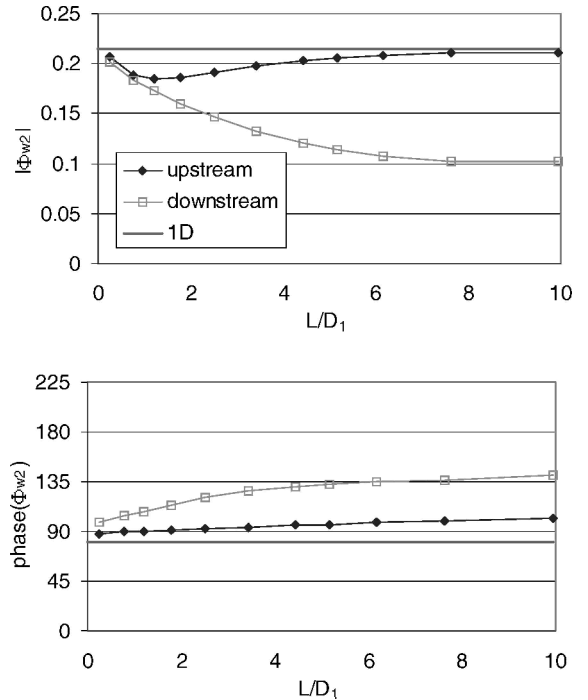 0.25
0.2
0.15
0.1
0.05
0
|Φw2|
upstream
downstream
1D
0 2 4 6 8 10
L/D1
225
180
135
90
45
0
phase(Φw2)
0 2 4 6 8 10
L/D1